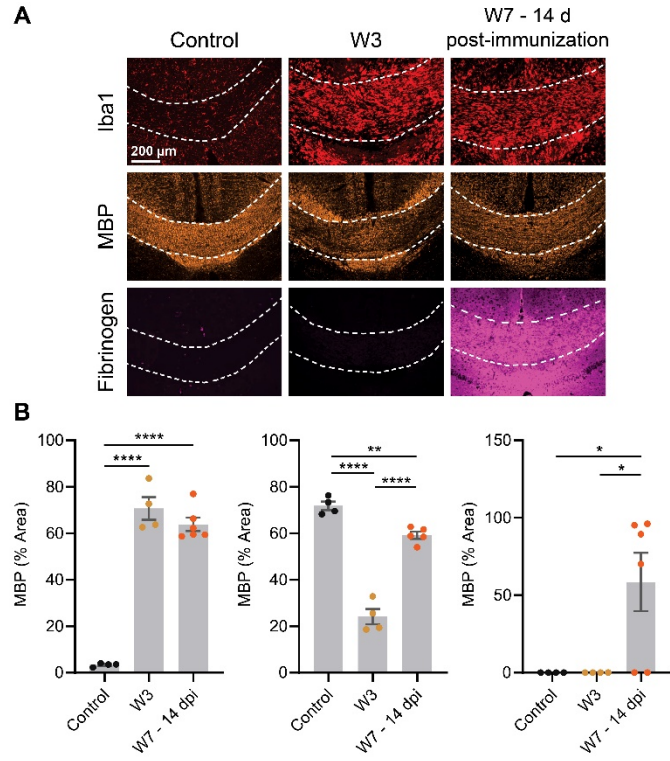 A
Control
W3
W7 - 14 d
post-immunization
Iba1
200 µm
MBP
Fibrinogen
B
MBP (% Area)
100
80
60
40
20
0
****
****
Control
W3
W7 - 14 dpi
MBP (% Area)
100
80
60
40
20
0
**
****
****
Control
W3
W7 - 14 dpi
MBP (% Area)
150
100
50
0
*
*
Control
W3
W7 - 14 dpi